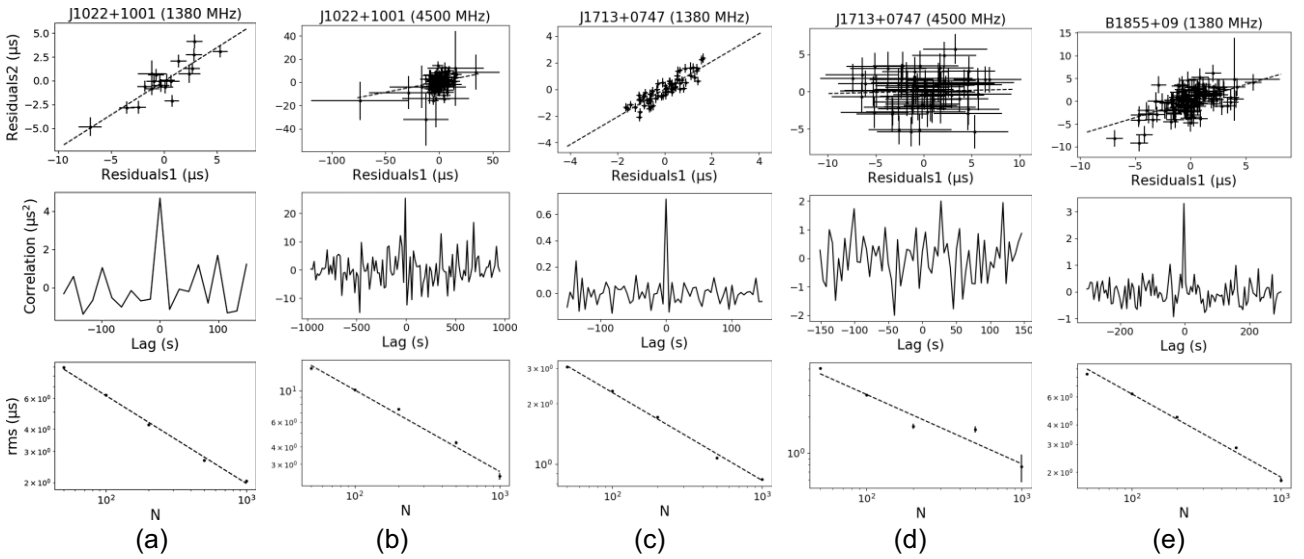 J1022+1001 (1380 MHz)
J1022+1001 (4500 MHz)
J1713+0747 (1380 MHz)
J1713+0747 (4500 MHz)
B1855+09 (1380 MHz)
Residuals2 (μs)
5.0
2.5
0.0
−2.5
−5.0
−10 −5 0 5
Residuals1 (μs)
40
20
0
−20
−40
−100 −50 0 50
Residuals1 (μs)
4
2
0
−2
−4
−4 −2 0 2 4
Residuals1 (μs)
5
0
−5
−10 −5 0 5 10
Residuals1 (μs)
15
10
5
0
−5
−10
−10 −5 0 5
Residuals1 (μs)
Correlation (μs²)
4
2
0
−100 0 100
Lag (s)
20
10
0
−10
−1000 −500 0 500 1000
Lag (s)
0.6
0.4
0.2
0.0
−100 0 100
Lag (s)
2
1
0
−1
−2
−150 −100 −50 0 50 100 150
Lag (s)
3
2
1
0
−1
−200 0 200
Lag (s)
rms (μs)
6 × 10⁰
4 × 10⁰
3 × 10⁰
2 × 10⁰
10² 10³
N
10¹
6 × 10⁰
4 × 10⁰
3 × 10⁰
10² 10³
N
3 × 10⁰
2 × 10⁰
10⁰
10² 10³
N
10⁰
10² 10³
N
6 × 10⁰
4 × 10⁰
3 × 10⁰
2 × 10⁰
10² 10³
N
(a) (b) (c) (d) (e)